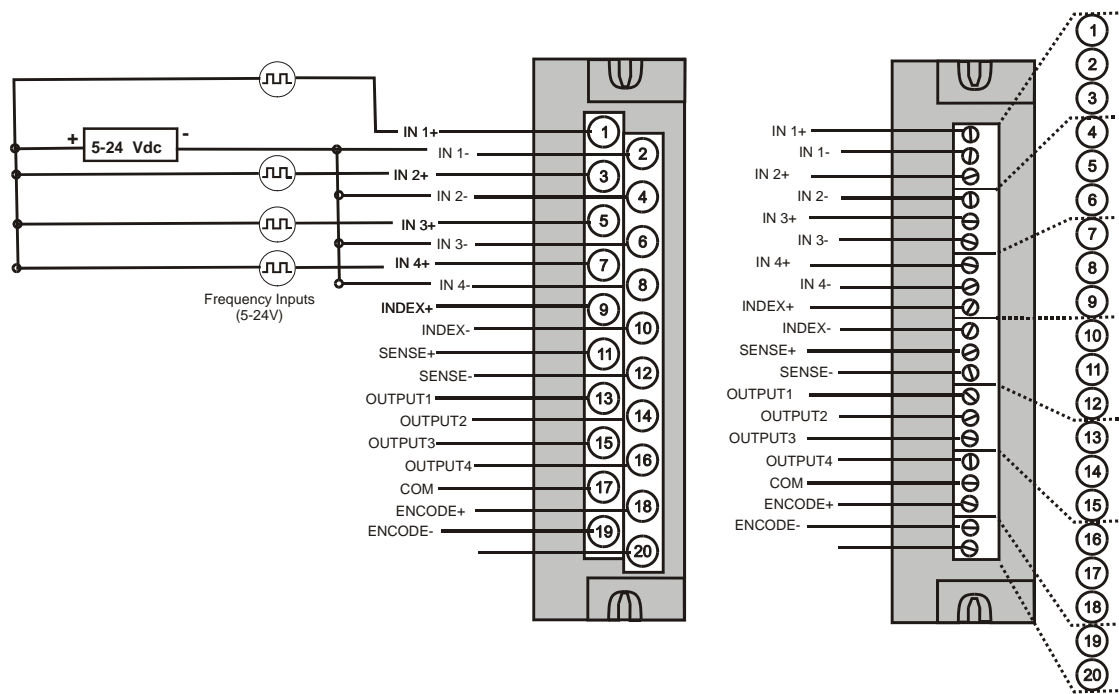 +
5-24 Vdc
-
Frequency Inputs
(5-24V)
IN 1+
IN 1-
IN 2+
IN 2-
IN 3+
IN 3-
IN 4+
IN 4-
INDEX+
INDEX-
SENSE+
SENSE-
OUTPUT1
OUTPUT2
OUTPUT3
OUTPUT4
COM
ENCODE+
ENCODE-
1
2
3
4
5
6
7
8
9
10
11
12
13
14
15
16
17
18
19
20
IN 1+
IN 1-
IN 2+
IN 2-
IN 3+
IN 3-
IN 4+
IN 4-
INDEX+
INDEX-
SENSE+
SENSE-
OUTPUT1
OUTPUT2
OUTPUT3
OUTPUT4
COM
ENCODE+
ENCODE-
1
2
3
4
5
6
7
8
9
10
11
12
13
14
15
16
17
18
19
20